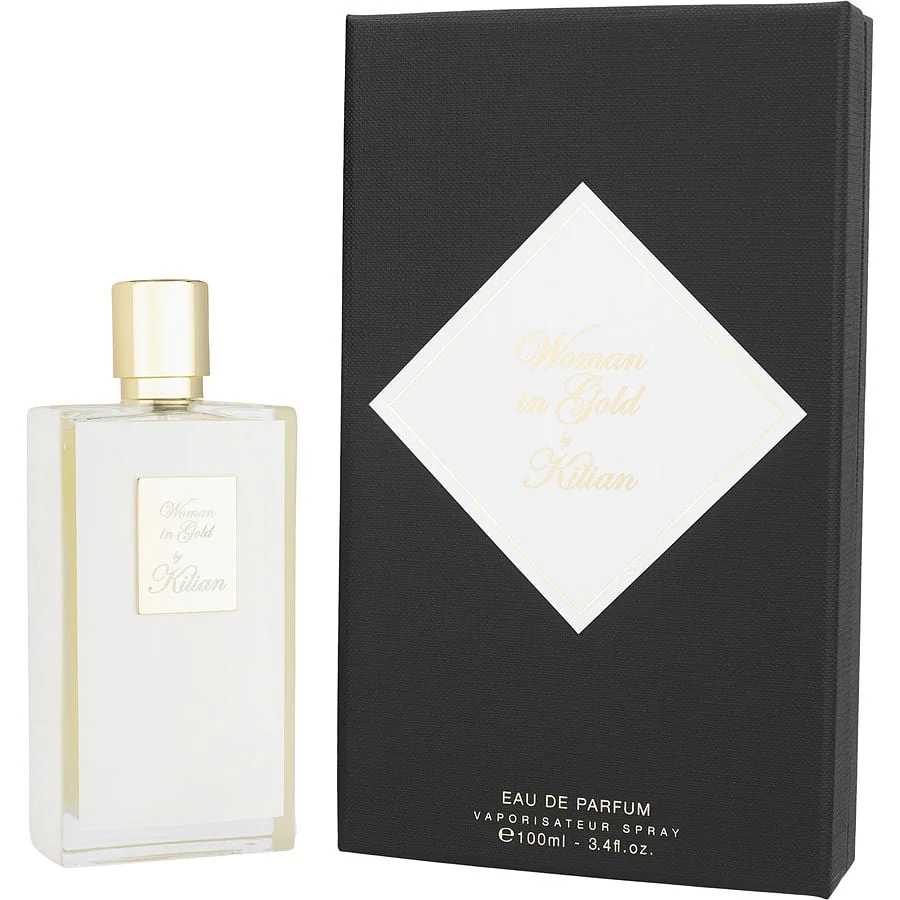 Woman
in Gold
by
Kilian
Woman
in Gold
by
Kilian
EAU DE PARFUM
VAPORISATEUR SPRAY
℮100ml - 3.4fl.oz.